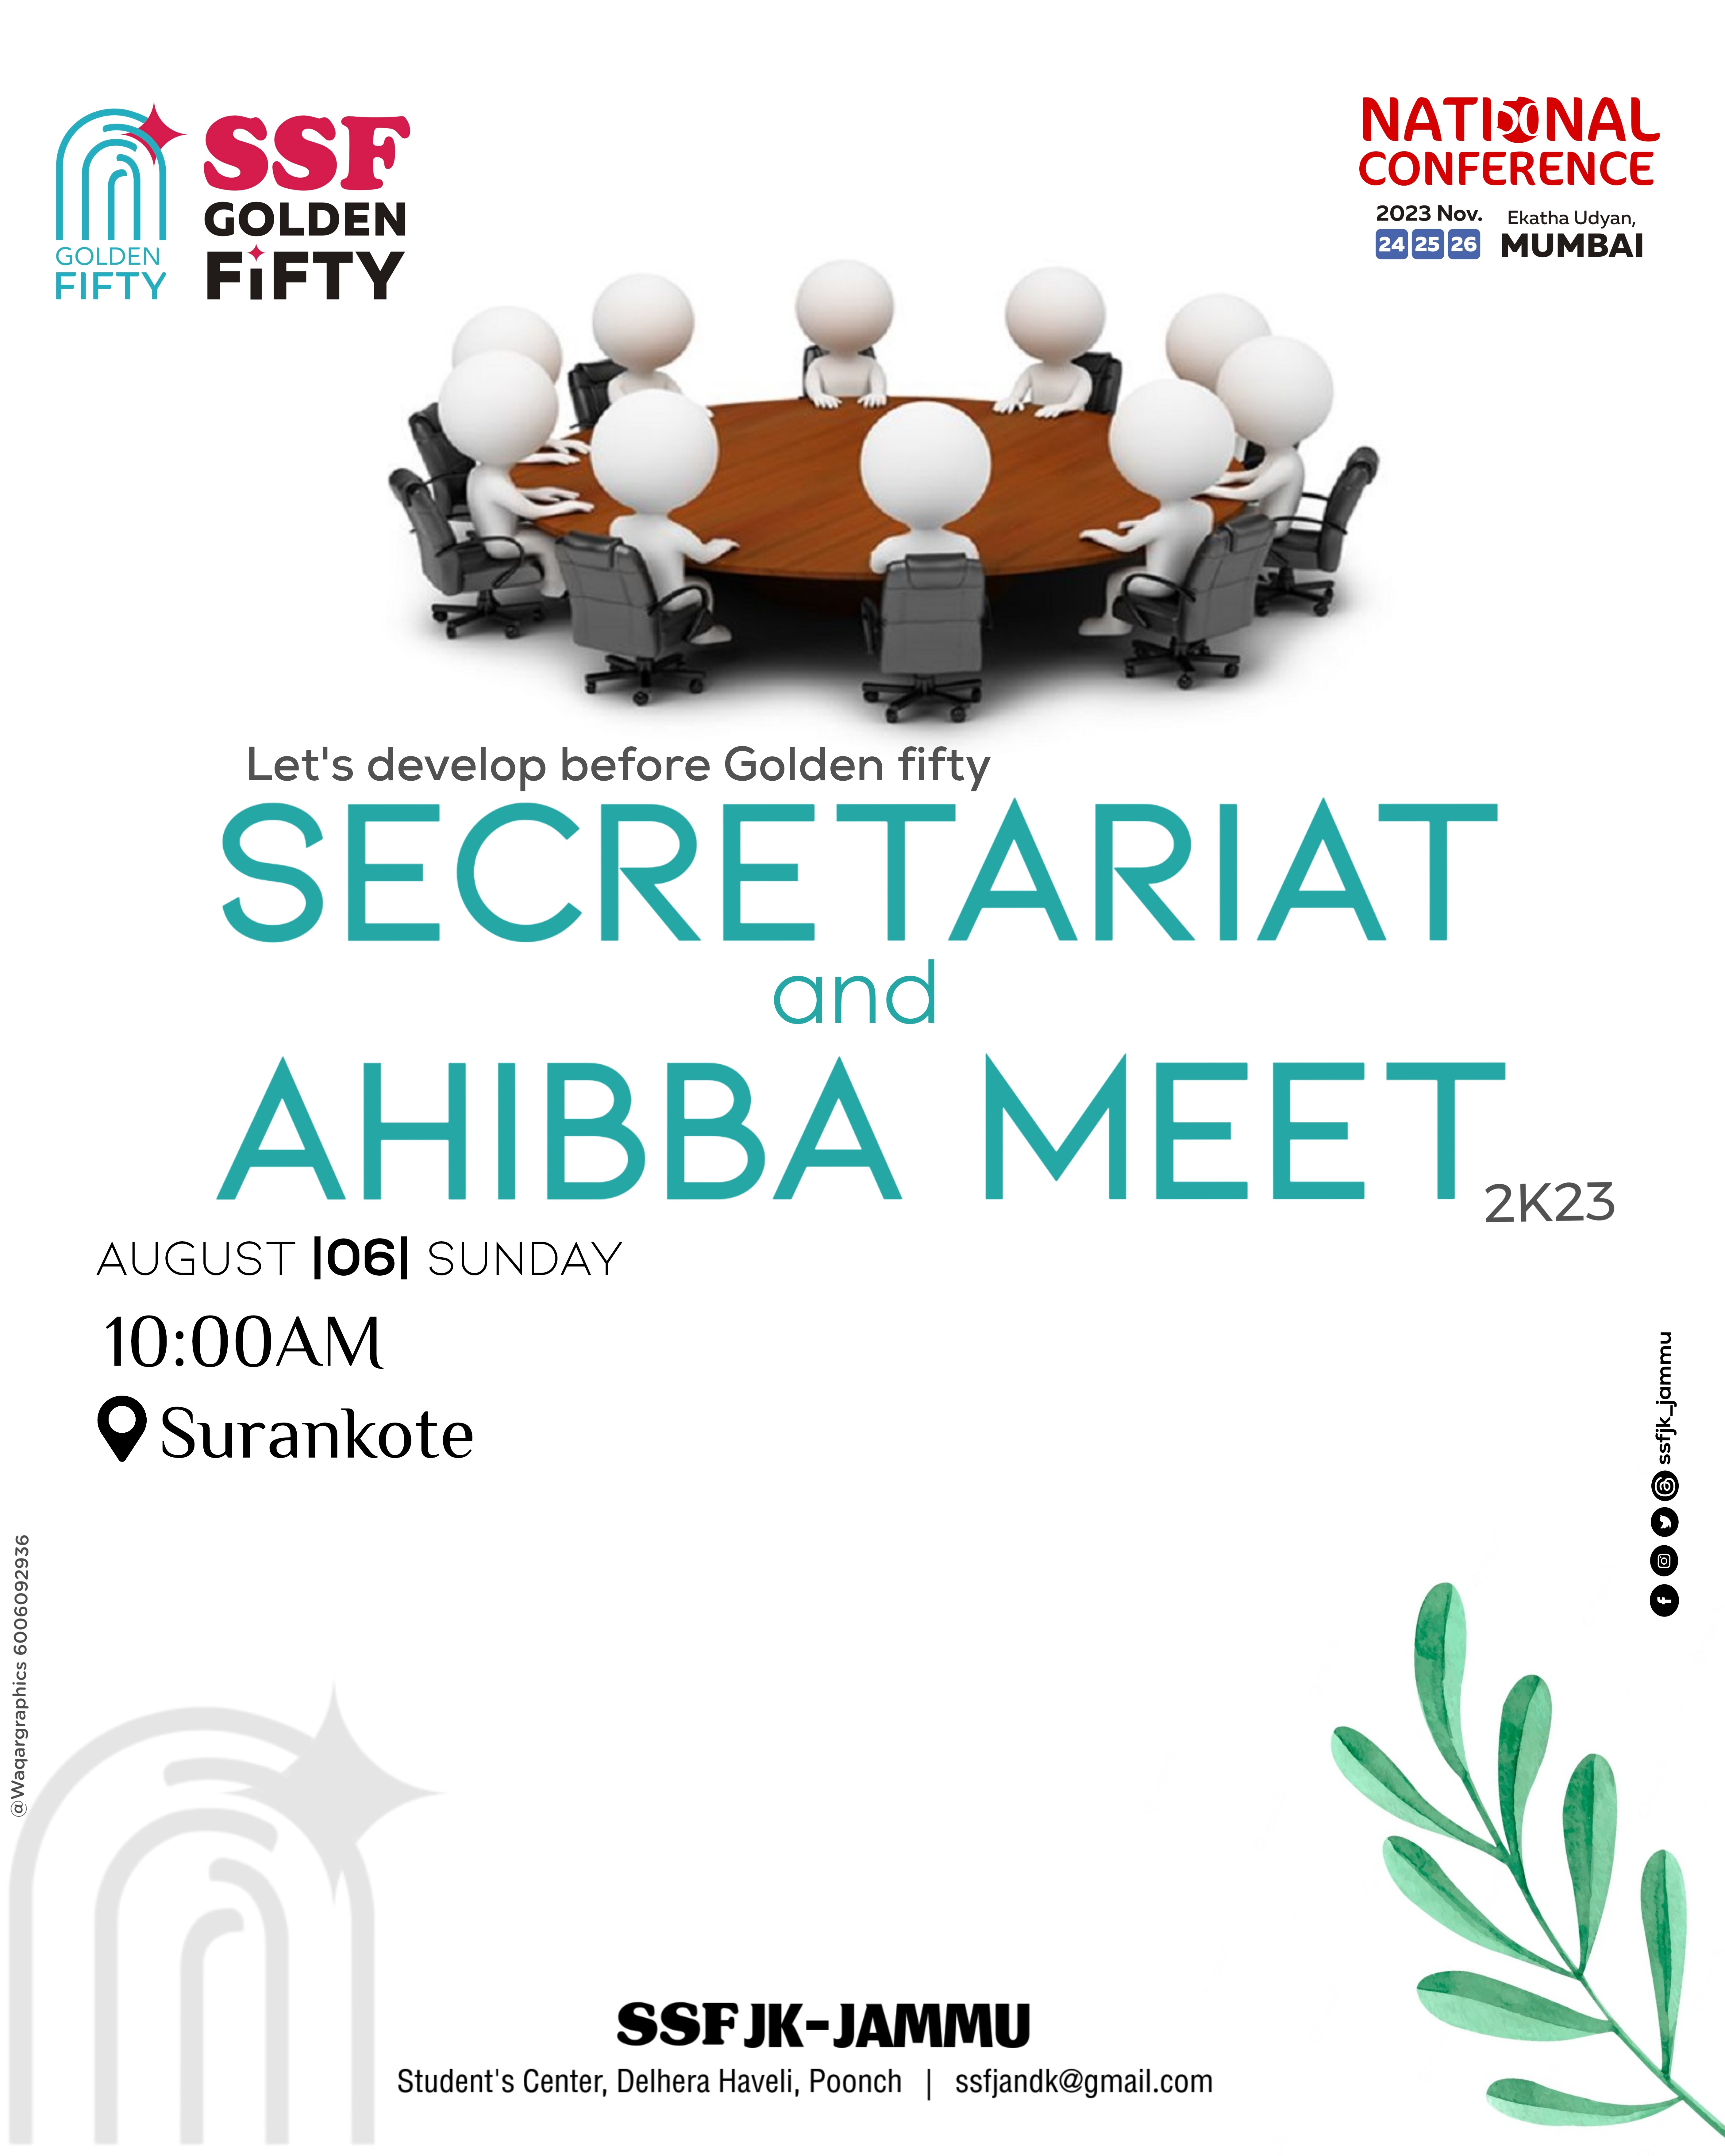 GOLDEN
FIFTY
SSF
GOLDEN
FiFTY
NATIONAL
50
CONFERENCE
2023 Nov.
24 25 26
Ekatha Udyan,
MUMBAI
Let's develop before Golden fifty
SECRETARIAT
and
AHIBBA MEET
2K23
AUGUST |06| SUNDAY
10:00AM
Surankote
ssfjk_jammu
@Waqargraphics 6006092936
SSF JK-JAMMU
Student's Center, Delhera Haveli, Poonch | ssfjandk@gmail.com